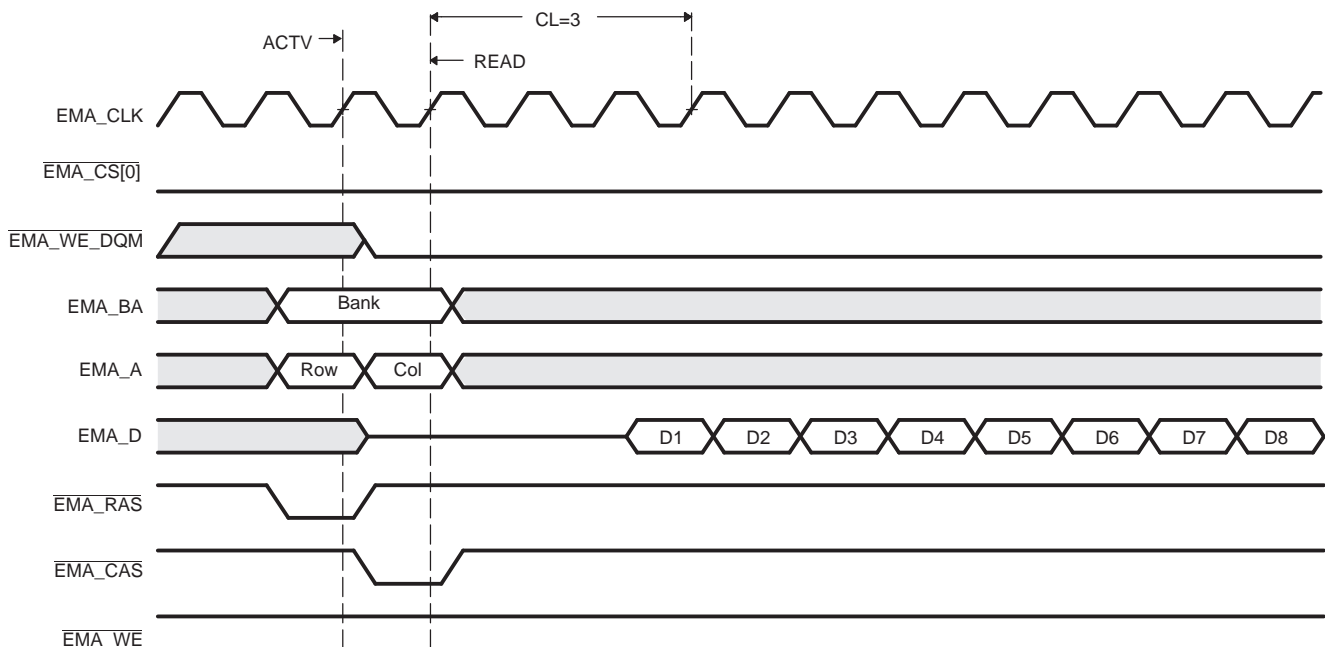 CL=3
ACTV
READ
EMA_CLK
EMA_CS[0]
EMA_WE_DQM
EMA_BA Bank
EMA_A Row Col
EMA_D D1 D2 D3 D4 D5 D6 D7 D8
EMA_RAS
EMA_CAS
EMA_WE